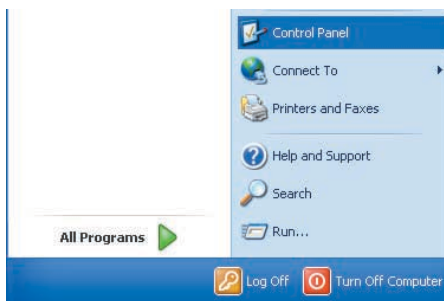 Control Panel
Connect To
Printers and Faxes
Help and Support
Search
All Programs
Run...
Log Off
Turn Off Computer